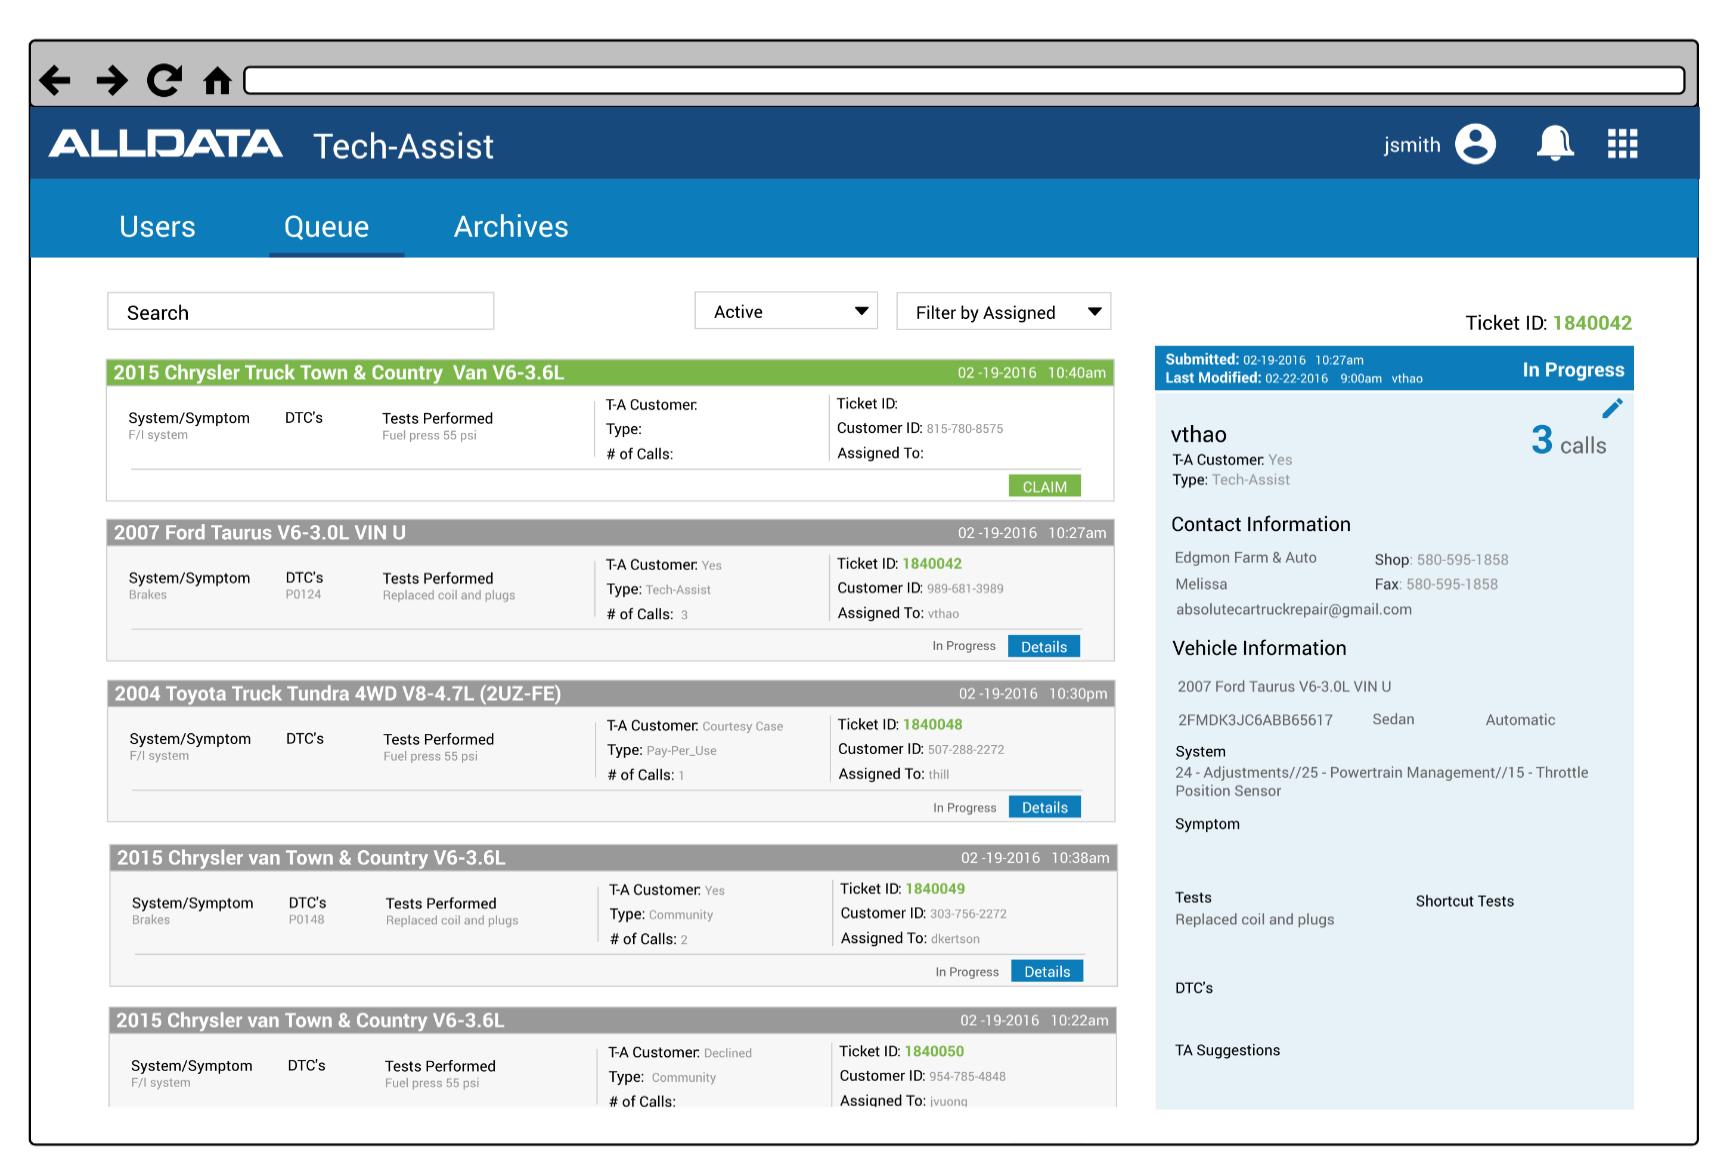 ALLDATA Tech-Assist
jsmith
Users Queue Archives
Search
Active
Filter by Assigned
Ticket ID: 1840042
2015 Chrysler Truck Town & Country Van V6-3.6L 02 -19-2016 10:40am
System/Symptom DTC's Tests Performed
F/I system Fuel press 55 psi
T-A Customer:
Type:
# of Calls:
Ticket ID:
Customer ID: 815-780-8575
Assigned To:
CLAIM
2007 Ford Taurus V6-3.0L VIN U 02 -19-2016 10:27am
System/Symptom DTC's Tests Performed
Brakes P0124 Replaced coil and plugs
T-A Customer: Yes
Type: Tech-Assist
# of Calls: 3
Ticket ID: 1840042
Customer ID: 989-681-3989
Assigned To: vthao
In Progress Details
2004 Toyota Truck Tundra 4WD V8-4.7L (2UZ-FE) 02 -19-2016 10:30pm
System/Symptom DTC's Tests Performed
F/I system Fuel press 55 psi
T-A Customer: Courtesy Case
Type: Pay-Per_Use
# of Calls: 1
Ticket ID: 1840048
Customer ID: 507-288-2272
Assigned To: thill
In Progress Details
2015 Chrysler van Town & Country V6-3.6L 02 -19-2016 10:38am
System/Symptom DTC's Tests Performed
Brakes P0148 Replaced coil and plugs
T-A Customer: Yes
Type: Community
# of Calls: 2
Ticket ID: 1840049
Customer ID: 303-756-2272
Assigned To: dkertson
In Progress Details
2015 Chrysler van Town & Country V6-3.6L 02 -19-2016 10:22am
System/Symptom DTC's Tests Performed
F/I system Fuel press 55 psi
T-A Customer: Declined
Type: Community
# of Calls:
Ticket ID: 1840050
Customer ID: 954-785-4848
Assigned To: jvuong
Submitted: 02-19-2016 10:27am
Last Modified: 02-22-2016 9:00am vthao
In Progress
vthao
3 calls
T-A Customer: Yes
Type: Tech-Assist
Contact Information
Edgmon Farm & Auto Shop: 580-595-1858
Melissa Fax: 580-595-1858
absolutecartruckrepair@gmail.com
Vehicle Information
2007 Ford Taurus V6-3.0L VIN U
2FMDK3JC6ABB65617 Sedan Automatic
System
24 - Adjustments//25 - Powertrain Management//15 - Throttle
Position Sensor
Symptom
Tests Shortcut Tests
Replaced coil and plugs
DTC's
TA Suggestions